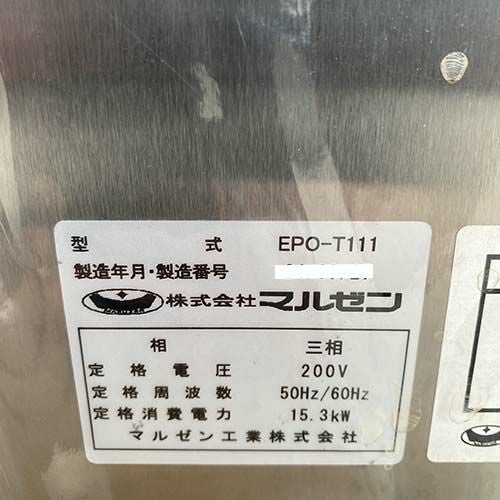 型 式 EPO-T111
製造年月・製造番号
MARUZEN 株式会社マルゼン
相 三相
定格電圧 200V
定格周波数 50Hz/60Hz
定格消費電力 15.3kW
マルゼン工業株式会社